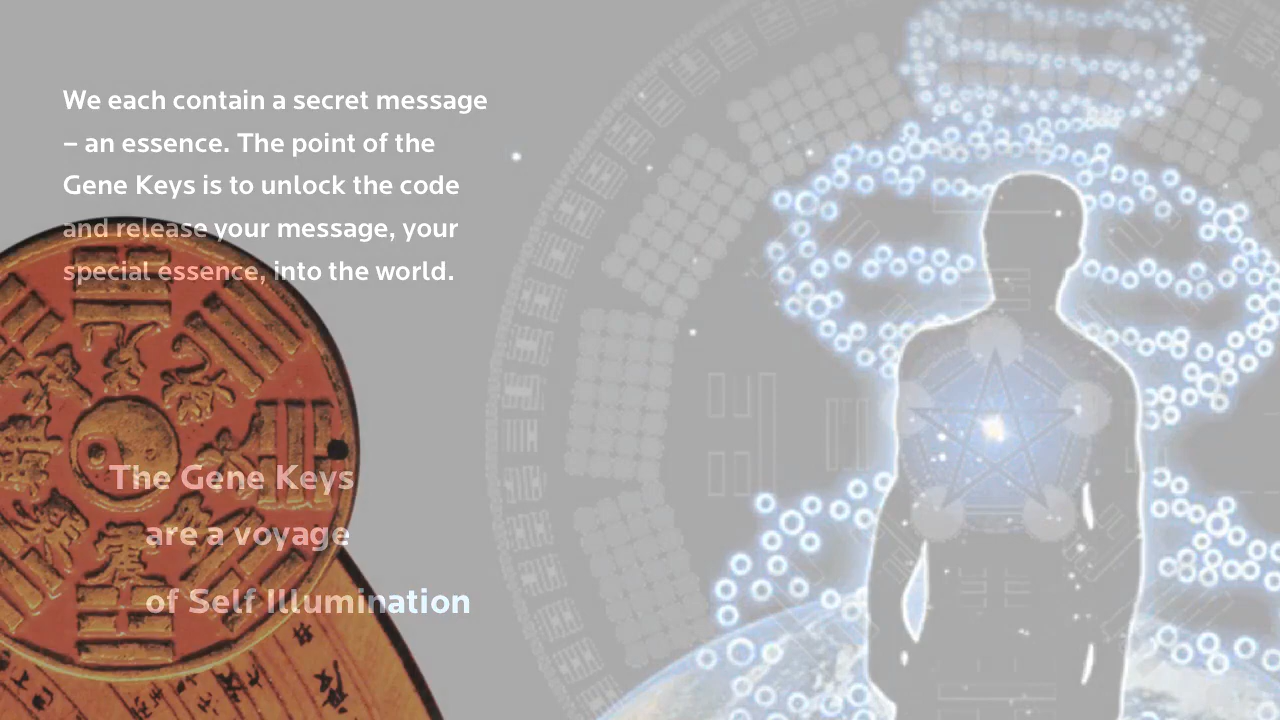 We each contain a secret message
– an essence. The point of the
Gene Keys is to unlock the code
and release your message, your
special essence, into the world.
The Gene Keys
are a voyage
of Self Illumination